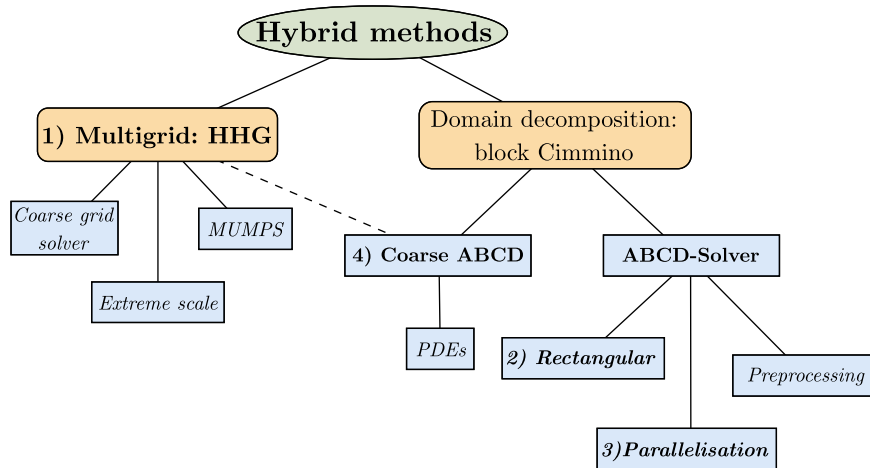 Hybrid methods
1) Multigrid: HHG
Domain decomposition:
block Cimmino
Coarse grid
solver
MUMPS
Extreme scale
4) Coarse ABCD
ABCD-Solver
PDEs
2) Rectangular
Preprocessing
3)Parallelisation